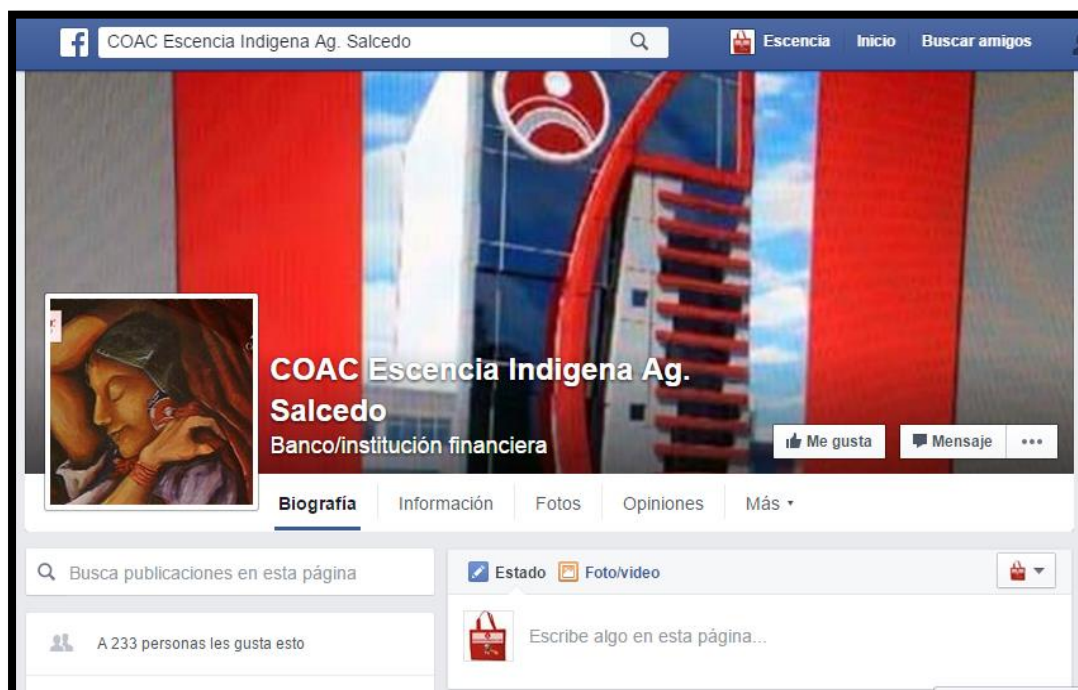 COAC Escencia Indigena Ag. Salcedo
Escencia
Inicio
Buscar amigos
COAC Escencia Indigena Ag.
Salcedo
Banco/institución financiera
Me gusta
Mensaje
Biografía
Información
Fotos
Opiniones
Más
Busca publicaciones en esta página
Estado
Foto/video
A 233 personas les gusta esto
Escribe algo en esta página...